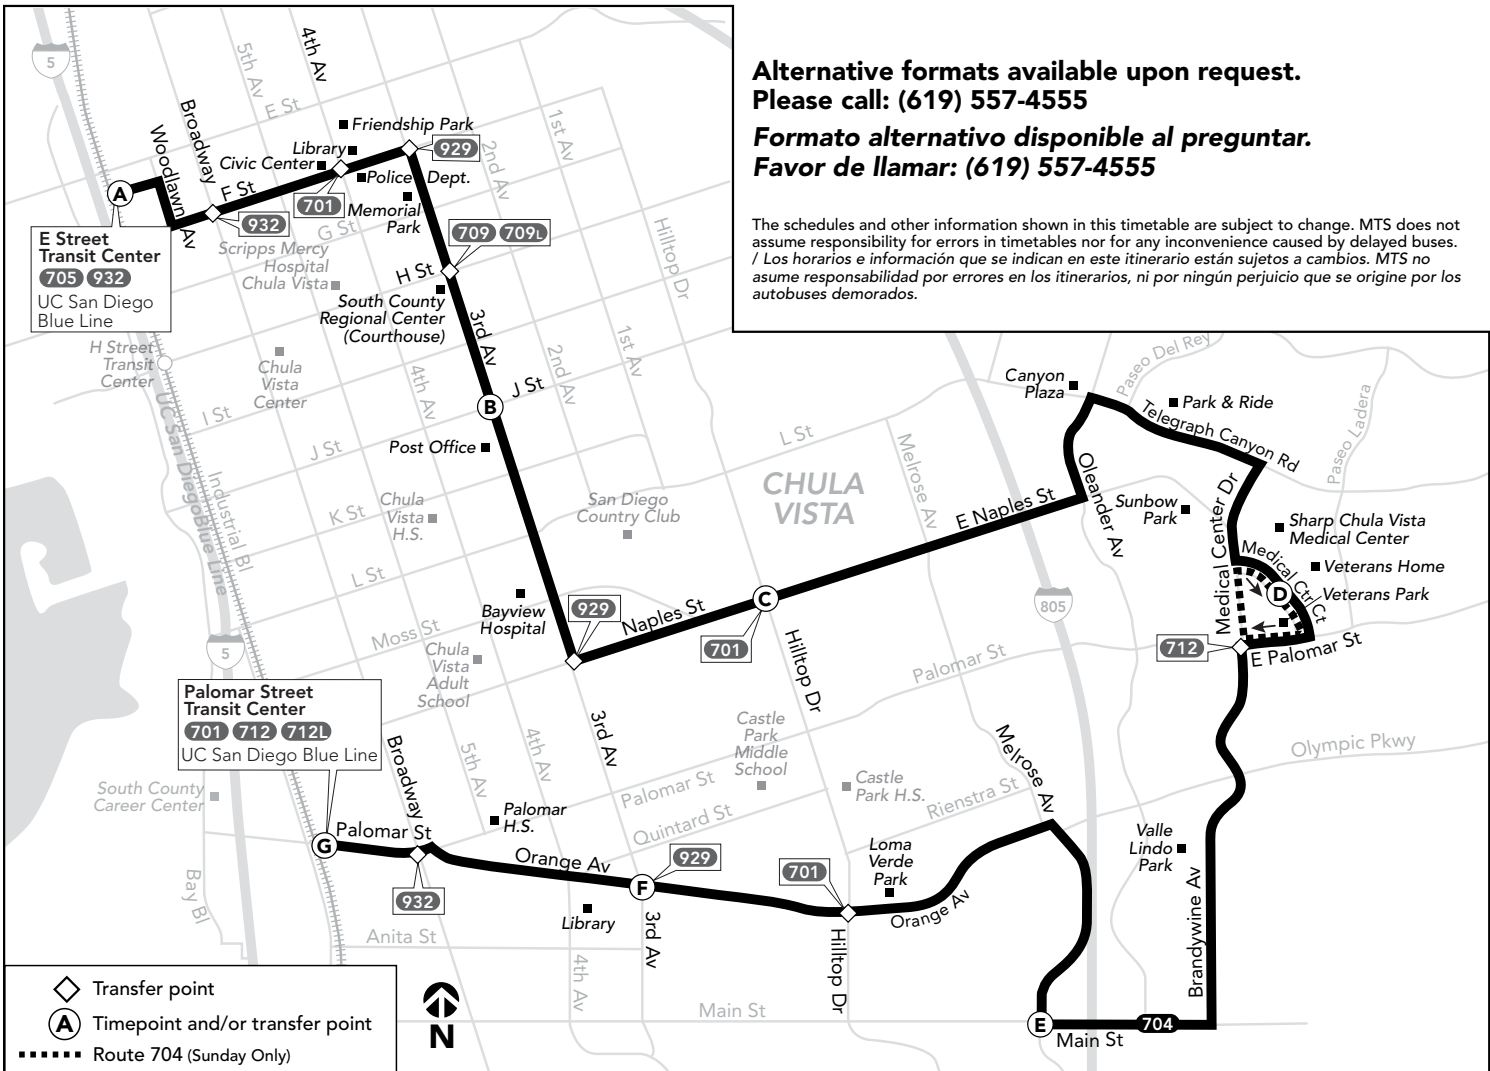 Alternative formats available upon request.
Please call: (619) 557-4555
Formato alternativo disponible al preguntar.
Favor de llamar: (619) 557-4555
The schedules and other information shown in this timetable are subject to change. MTS does not
assume responsibility for errors in timetables nor for any inconvenience caused by delayed buses.
/ Los horarios e información que se indican en este itinerario están sujetos a cambios. MTS no
asume responsabilidad por errores en los itinerarios, ni por ningún perjuicio que se origine por los
autobuses demorados.
5
5th Av
4th Av
E St
Broadway
Woodlawn Av
Friendship Park
Library
Civic Center
929
2nd Av
1st Av
A
F St
Police Dept.
701
932
Memorial
Park
G St
709 709L
Hilltop Dr
E Street
Transit Center
705 932
UC San Diego
Blue Line
Scripps Mercy
Hospital
Chula Vista
H St
South County
Regional Center
(Courthouse)
3rd Av
H Street
Transit
Center
Chula
Vista
Center
4th Av
2nd Av
1st Av
I St
B
J St
J St
Post Office
UC San Diego Blue Line
Industrial Bl
K St
Chula
Vista
H.S.
San Diego
Country Club
L St
CHULA
VISTA
Melrose Av
Canyon
Plaza
Paseo Del Rey
Park & Ride
Telegraph Canyon Rd
Paseo Ladera
Oleander Av
E Naples St
Sunbow
Park
Medical Center Dr
Sharp Chula Vista
Medical Center
Medical Ctr Ct
Veterans Home
D
Veterans Park
L St
Bayview
Hospital
929
Naples St
C
701
805
712
E Palomar St
Moss St
Chula
Vista
Adult
School
5
Hilltop Dr
Palomar St
Palomar Street
Transit Center
701 712 712L
UC San Diego Blue Line
Broadway
5th Av
4th Av
3rd Av
Castle
Park
Middle
School
Melrose Av
Olympic Pkwy
South County
Career Center
Palomar St
Castle
Park H.S.
Rienstra St
Palomar
H.S.
Quintard St
G
Palomar St
Orange Av
932
F
929
701
Loma
Verde
Park
Valle
Lindo
Park
Bay Bl
Library
3rd Av
Orange Av
Hilltop Dr
Brandywine Av
Anita St
4th Av
Main St
E
704
Main St
Transfer point
A
Timepoint and/or transfer point
Route 704 (Sunday Only)
N